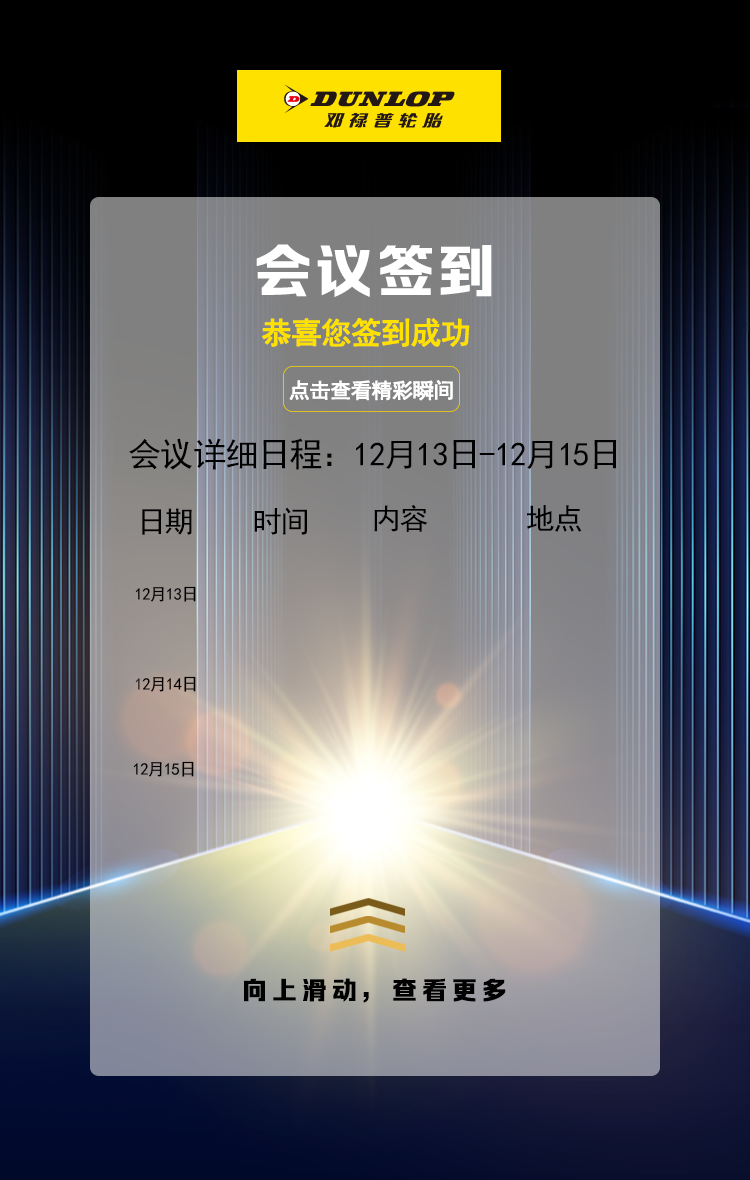 DUNLOP
邓禄普轮胎
会议签到
恭喜您签到成功
点击查看精彩瞬间
会议详细日程：12月13日-12月15日
日期 时间 内容 地点
12月13日
12月14日
12月15日
向上滑动，查看更多